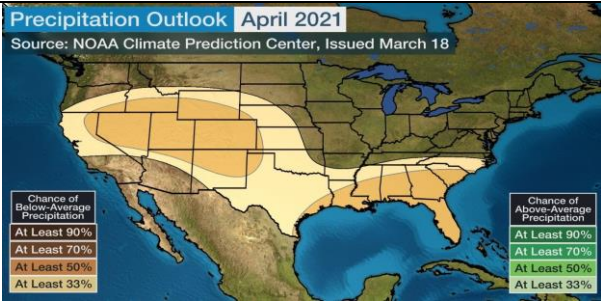 Precipitation Outlook April 2021
Source: NOAA Climate Prediction Center, Issued March 18
Chance of
Below-Average
Precipitation
At Least 90%
At Least 70%
At Least 50%
At Least 33%
Chance of
Above-Average
Precipitation
At Least 90%
At Least 70%
At Least 50%
At Least 33%